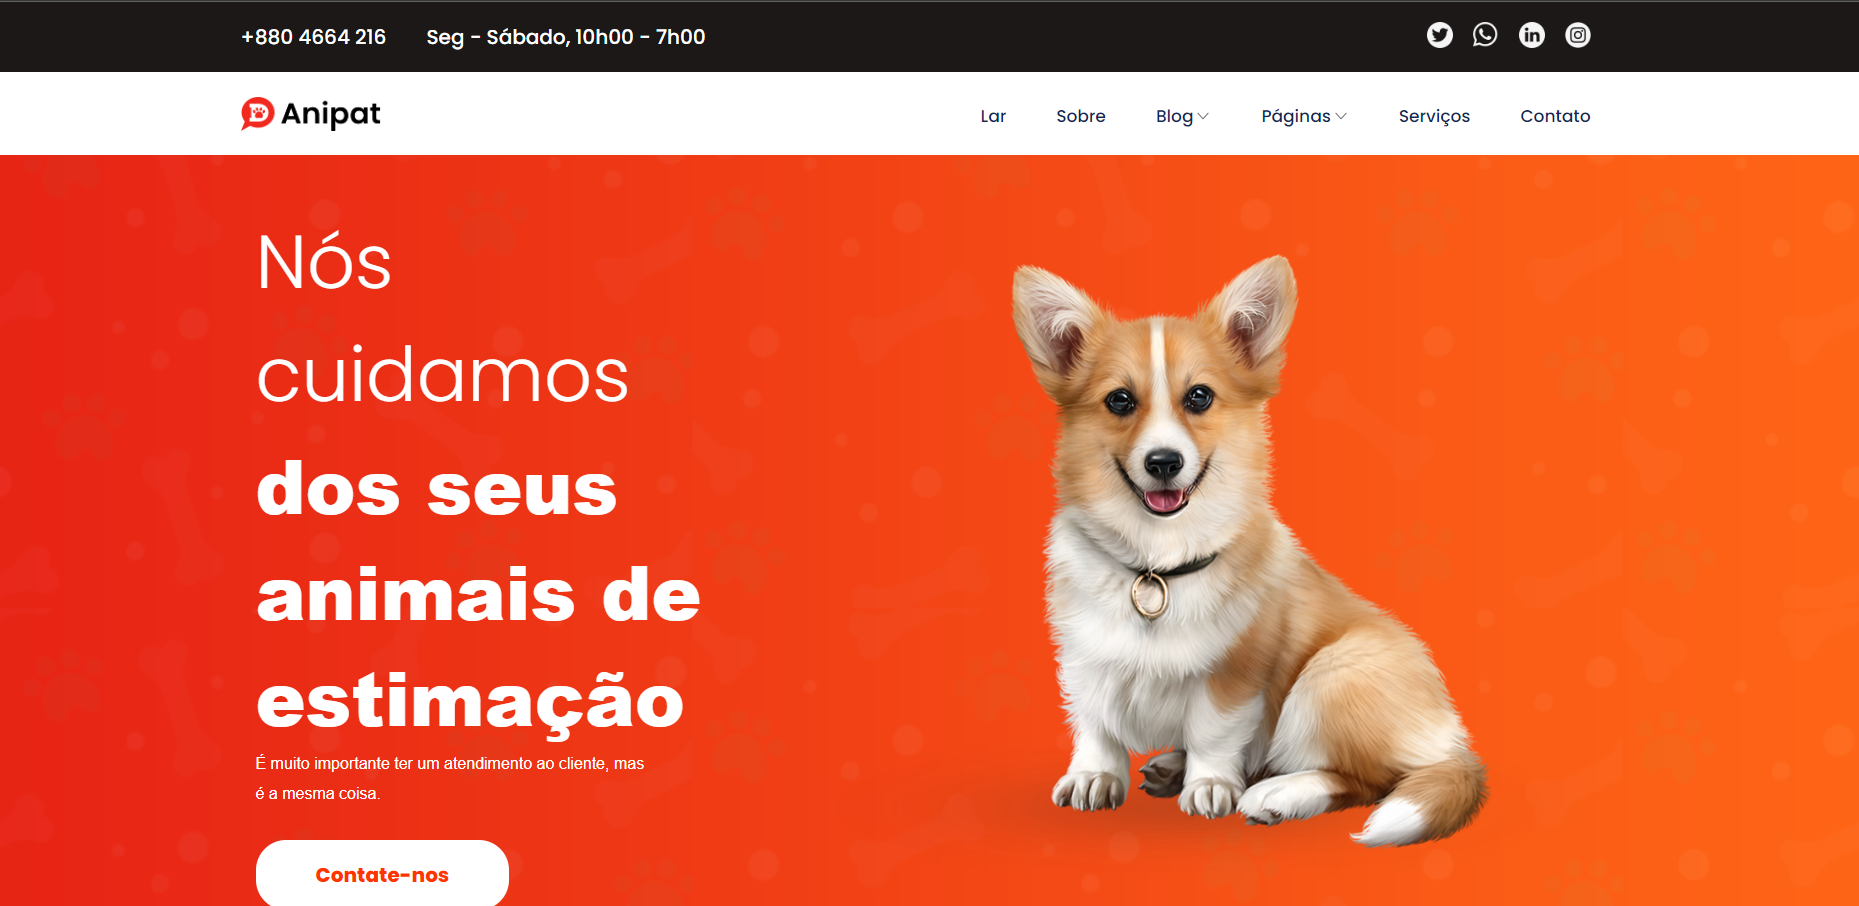 +880 4664 216 Seg - Sábado, 10h00 - 7h00
Anipat
Lar Sobre Blog Páginas Serviços Contato
Nós
cuidamos
dos seus
animais de
estimação
É muito importante ter um atendimento ao cliente, mas
é a mesma coisa.
Contate-nos